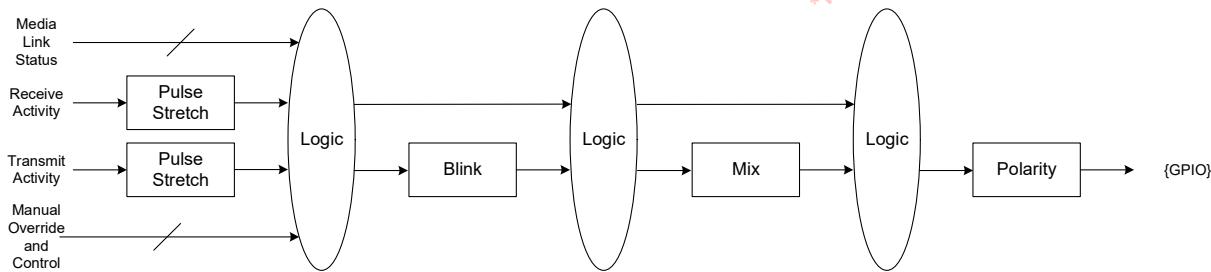 Media
Link
Status
Receive
Activity
Pulse
Stretch
Transmit
Activity
Pulse
Stretch
Manual
Override
and
Control
Logic
Blink
Logic
Mix
Logic
Polarity
{GPIO}